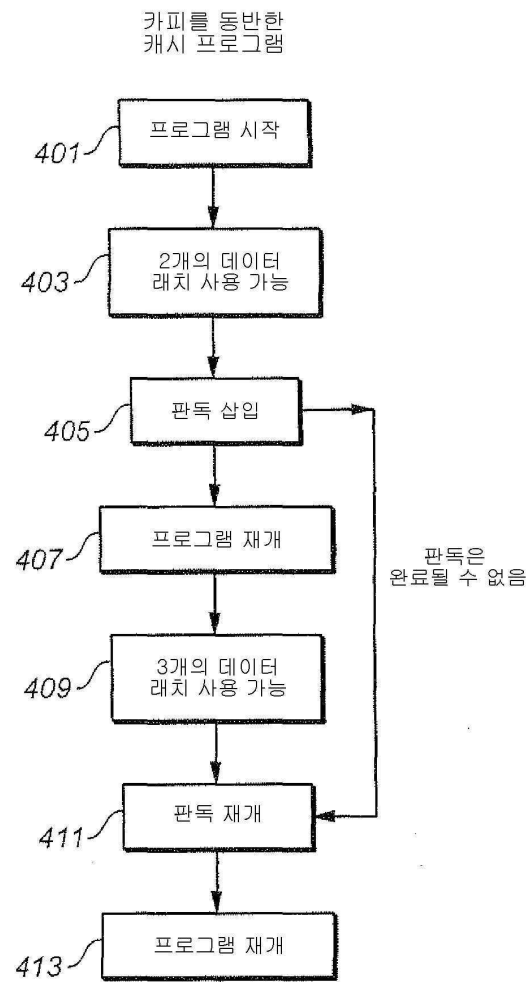 카피를 동반한
캐시 프로그램
프로그램 시작
401
2개의 데이터
래치 사용 가능
403
판독 삽입
405
프로그램 재개
407
판독은
완료될 수 없음
3개의 데이터
래치 사용 가능
409
판독 재개
411
프로그램 재개
413